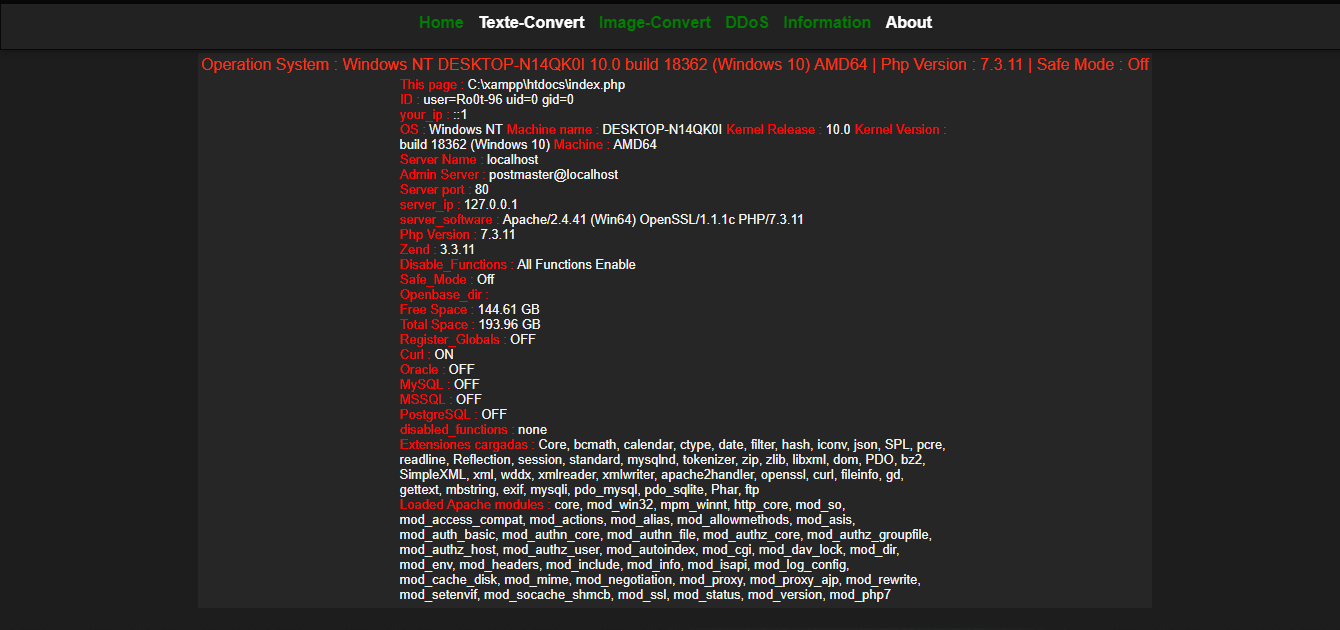 Home Texte-Convert Image-Convert DDoS Information About
Operation System : Windows NT DESKTOP-N14QK0I 10.0 build 18362 (Windows 10) AMD64 | Php Version : 7.3.11 | Safe Mode : Off
This page : C:\xampp\htdocs\index.php
ID : user=Ro0t-96 uid=0 gid=0
your_ip : ::1
OS : Windows NT Machine name : DESKTOP-N14QK0I Kernel Release : 10.0 Kernel Version :
build 18362 (Windows 10) Machine : AMD64
Server Name : localhost
Admin Server : postmaster@localhost
Server port : 80
server_ip : 127.0.0.1
server_software : Apache/2.4.41 (Win64) OpenSSL/1.1.1c PHP/7.3.11
Php Version : 7.3.11
Zend : 3.3.11
Disable_Functions : All Functions Enable
Safe_Mode : Off
Openbase_dir :
Free Space : 144.61 GB
Total Space : 193.96 GB
Register_Globals : OFF
Curl : ON
Oracle : OFF
MySQL : OFF
MSSQL : OFF
PostgreSQL : OFF
disabled_functions : none
Extensiones cargadas : Core, bcmath, calendar, ctype, date, filter, hash, iconv, json, SPL, pcre,
readline, Reflection, session, standard, mysqlnd, tokenizer, zip, zlib, libxml, dom, PDO, bz2,
SimpleXML, xml, wddx, xmlreader, xmlwriter, apache2handler, openssl, curl, fileinfo, gd,
gettext, mbstring, exif, mysqli, pdo_mysql, pdo_sqlite, Phar, ftp
Loaded Apache modules : core, mod_win32, mpm_winnt, http_core, mod_so,
mod_access_compat, mod_actions, mod_alias, mod_allowmethods, mod_asis,
mod_auth_basic, mod_authn_core, mod_authn_file, mod_authz_core, mod_authz_groupfile,
mod_authz_host, mod_authz_user, mod_autoindex, mod_cgi, mod_dav_lock, mod_dir,
mod_env, mod_headers, mod_include, mod_info, mod_isapi, mod_log_config,
mod_cache_disk, mod_mime, mod_negotiation, mod_proxy, mod_proxy_ajp, mod_rewrite,
mod_setenvif, mod_socache_shmcb, mod_ssl, mod_status, mod_version, mod_php7